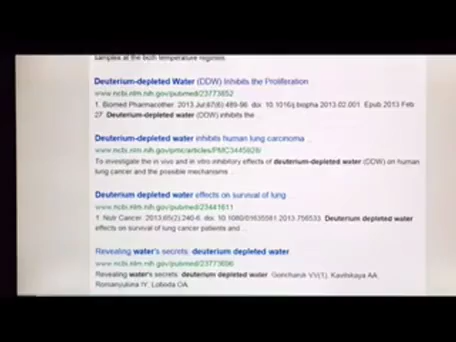 samples at the both temperature regimes.
Deuterium-depleted Water (DDW) Inhibits the Proliferation
www.ncbi.nlm.nih.gov/pubmed/23773852
1. Biomed Pharmacother. 2013 Jul;67(6):489-96. doi: 10.1016/j.biopha.2013.02.001. Epub 2013 Feb
27. Deuterium-depleted water (DDW) inhibits the ...
Deuterium-depleted water inhibits human lung carcinoma ...
www.ncbi.nlm.nih.gov/pmc/articles/PMC3445928/
To investigate the in vivo and in vitro inhibitory effects of deuterium-depleted water (DDW) on human
lung cancer and the possible mechanisms ...
Deuterium depleted water effects on survival of lung
www.ncbi.nlm.nih.gov/pubmed/23441611
1. Nutr Cancer. 2013;65(2):240-6. doi: 10.1080/01635581.2013.756533. Deuterium depleted water
effects on survival of lung cancer patients and ...
Revealing water's secrets: deuterium depleted water
www.ncbi.nlm.nih.gov/pubmed/23773696
Revealing water's secrets: deuterium depleted water. Goncharuk VV(1), Kavitskaya AA,
Romanyukina IY, Loboda OA.